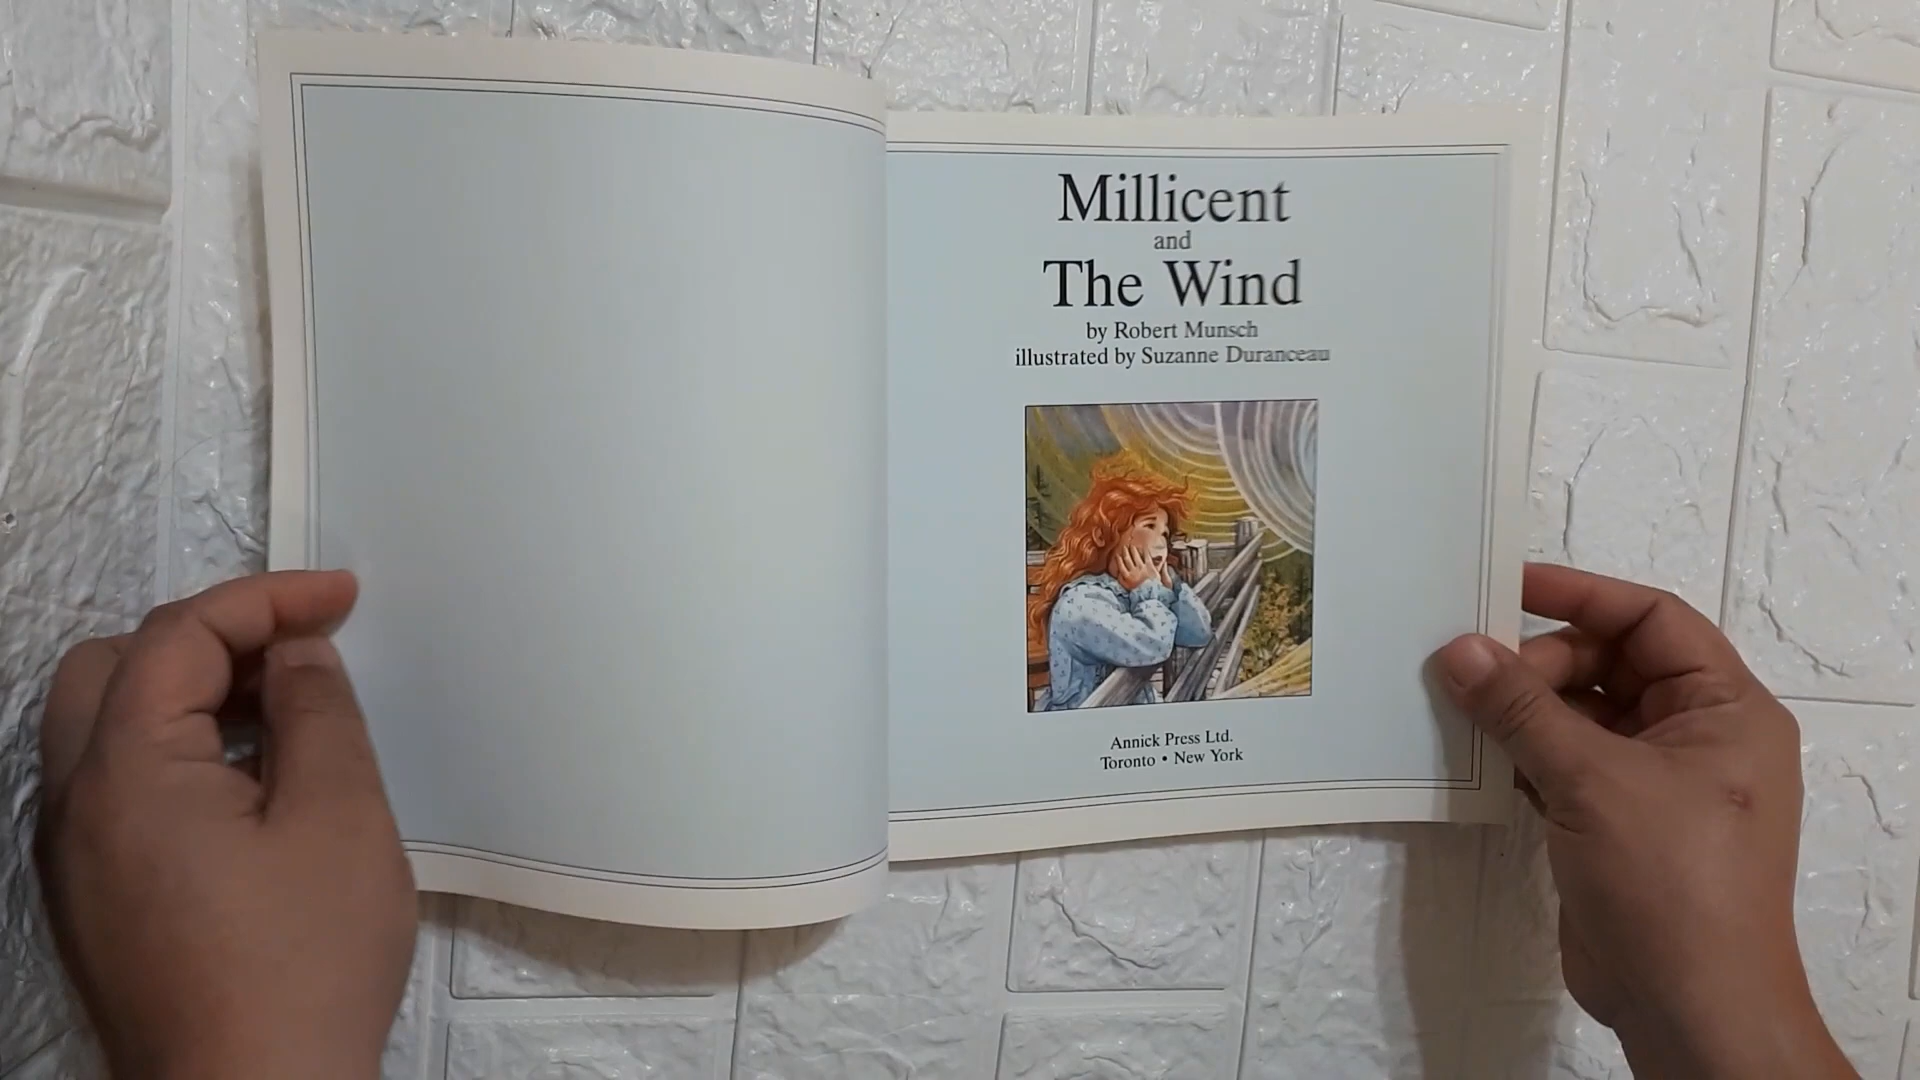 Millicent
and
The Wind
by Robert Munsch
illustrated by Suzanne Duranceau
Annick Press Ltd.
Toronto • New York